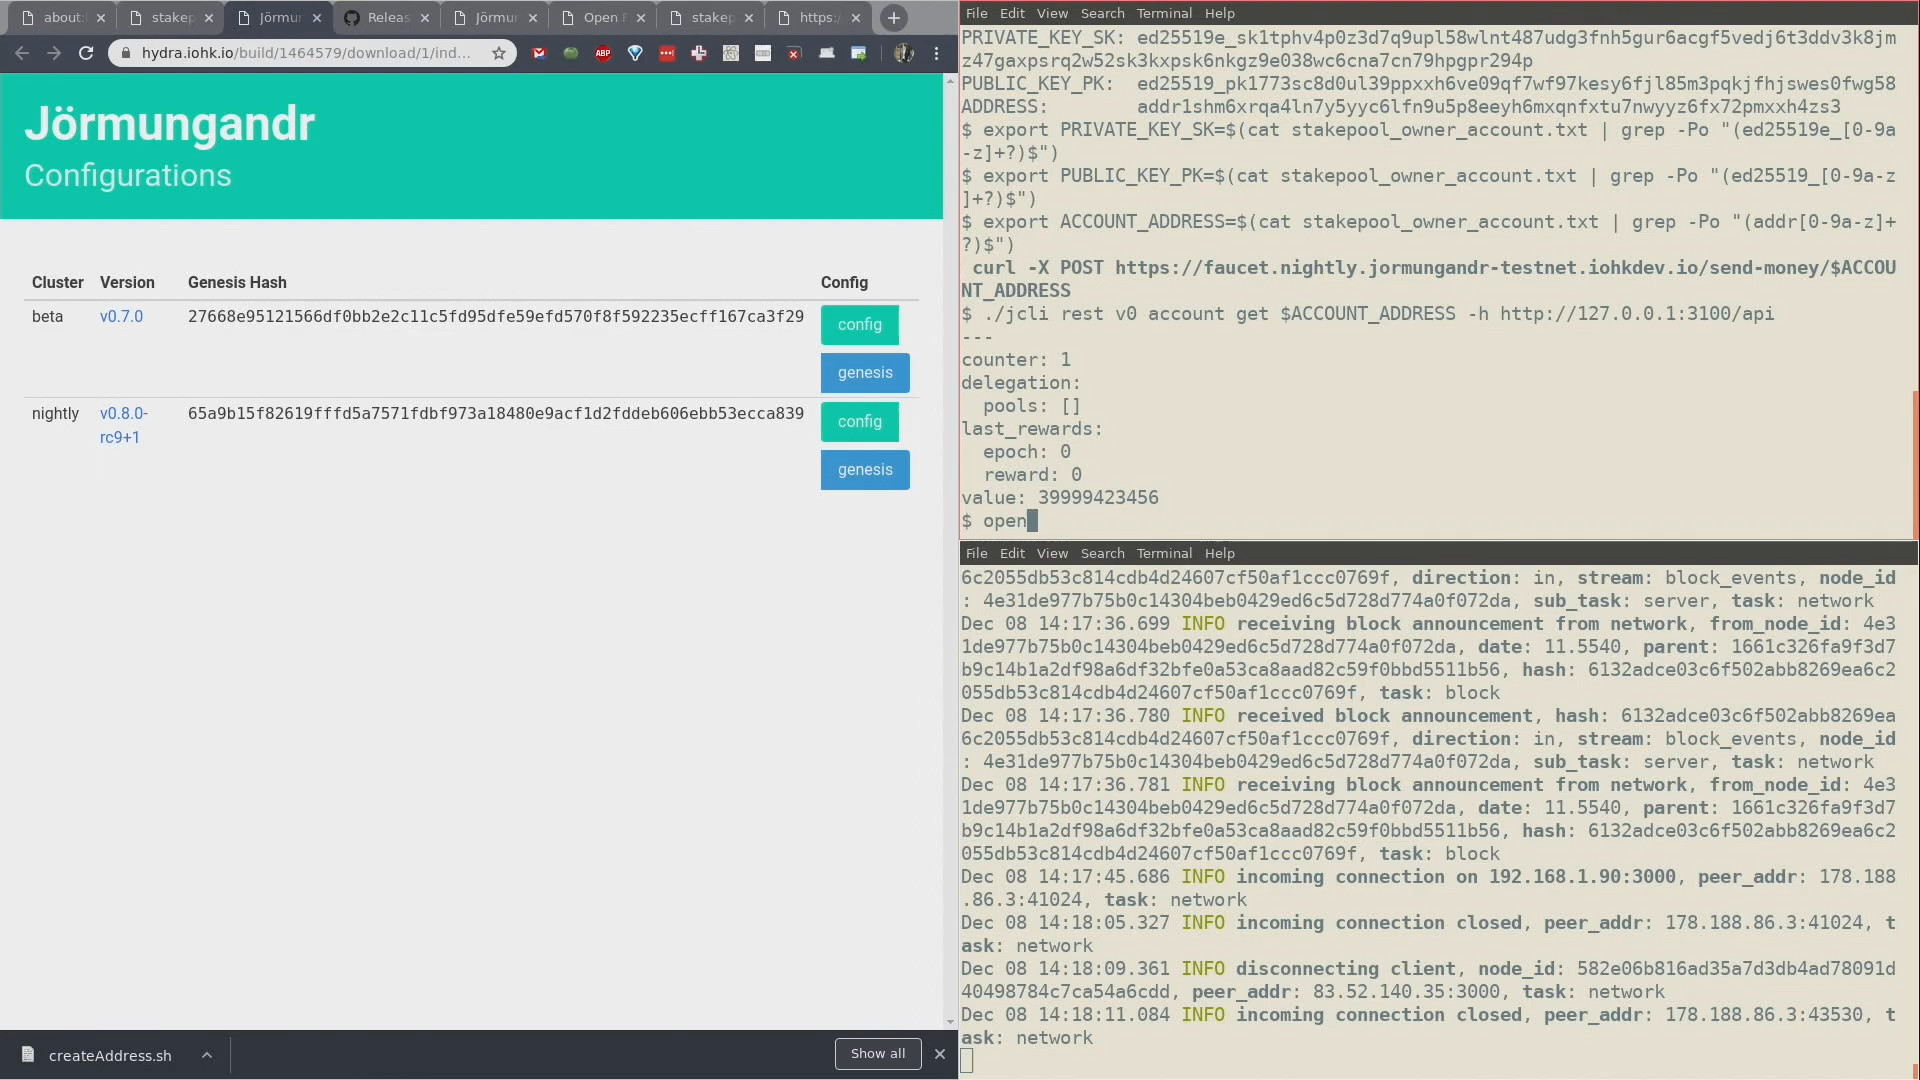 about:
stakep
Jörmun
Releas
Jörmun
Open
stakep
https:/
hydra.iohk.io/build/1464579/download/1/ind...
ABP
Jörmungandr
Configurations
Cluster Version Genesis Hash Config
beta v0.7.0 27668e95121566df0bb2e2c11c5fd95dfe59efd570f8f592235ecff167ca3f29 config
genesis
nightly v0.8.0-
rc9+1
65a9b15f82619fffd5a7571fdbf973a18480e9acf1d2fddeb606ebb53ecca839 config
genesis
createAddress.sh
Show all
File Edit View Search Terminal Help
PRIVATE_KEY_SK: ed25519e_sk1tphv4p0z3d7q9upl58wlnt487udg3fnh5gur6acgf5vedj6t3ddv3k8jm
z47gaxpsrq2w52sk3kxpsk6nkgz9e038wc6cna7cn79hpgpr294p
PUBLIC_KEY_PK: ed25519_pk1773sc8d0ul39ppxxh6ve09qf7wf97kesy6fjl85m3pqkjfhjswes0fwg58
ADDRESS: addr1shm6xrqa4ln7y5yyc6lfn9u5p8eeyh6mxqnfxtu7nwyyz6fx72pmxxh4zs3
$ export PRIVATE_KEY_SK=$(cat stakepool_owner_account.txt | grep -Po "(ed25519e_[0-9a
-z]+?)$")
$ export PUBLIC_KEY_PK=$(cat stakepool_owner_account.txt | grep -Po "(ed25519_[0-9a-z
]+?)$")
$ export ACCOUNT_ADDRESS=$(cat stakepool_owner_account.txt | grep -Po "(addr[0-9a-z]+
?)$")
curl -X POST https://faucet.nightly.jormungandr-testnet.iohkdev.io/send-money/$ACCOU
NT_ADDRESS
$ ./jcli rest v0 account get $ACCOUNT_ADDRESS -h http://127.0.0.1:3100/api
---
counter: 1
delegation:
pools: []
last_rewards:
epoch: 0
reward: 0
value: 39999423456
$ open
File Edit View Search Terminal Help
6c2055db53c814cdb4d24607cf50af1ccc0769f, direction: in, stream: block_events, node_id
: 4e31de977b75b0c14304beb0429ed6c5d728d774a0f072da, sub_task: server, task: network
Dec 08 14:17:36.699 INFO receiving block announcement from network, from_node_id: 4e3
1de977b75b0c14304beb0429ed6c5d728d774a0f072da, date: 11.5540, parent: 1661c326fa9f3d7
b9c14b1a2df98a6df32bfe0a53ca8aad82c59f0bbd5511b56, hash: 6132adce03c6f502abb8269ea6c2
055db53c814cdb4d24607cf50af1ccc0769f, task: block
Dec 08 14:17:36.780 INFO received block announcement, hash: 6132adce03c6f502abb8269ea
6c2055db53c814cdb4d24607cf50af1ccc0769f, direction: in, stream: block_events, node_id
: 4e31de977b75b0c14304beb0429ed6c5d728d774a0f072da, sub_task: server, task: network
Dec 08 14:17:36.781 INFO receiving block announcement from network, from_node_id: 4e3
1de977b75b0c14304beb0429ed6c5d728d774a0f072da, date: 11.5540, parent: 1661c326fa9f3d7
b9c14b1a2df98a6df32bfe0a53ca8aad82c59f0bbd5511b56, hash: 6132adce03c6f502abb8269ea6c2
055db53c814cdb4d24607cf50af1ccc0769f, task: block
Dec 08 14:17:45.686 INFO incoming connection on 192.168.1.90:3000, peer_addr: 178.188
.86.3:41024, task: network
Dec 08 14:18:05.327 INFO incoming connection closed, peer_addr: 178.188.86.3:41024, t
ask: network
Dec 08 14:18:09.361 INFO disconnecting client, node_id: 582e06b816ad35a7d3db4ad78091d
40498784c7ca54a6cdd, peer_addr: 83.52.140.35:3000, task: network
Dec 08 14:18:11.084 INFO incoming connection closed, peer_addr: 178.188.86.3:43530, t
ask: network